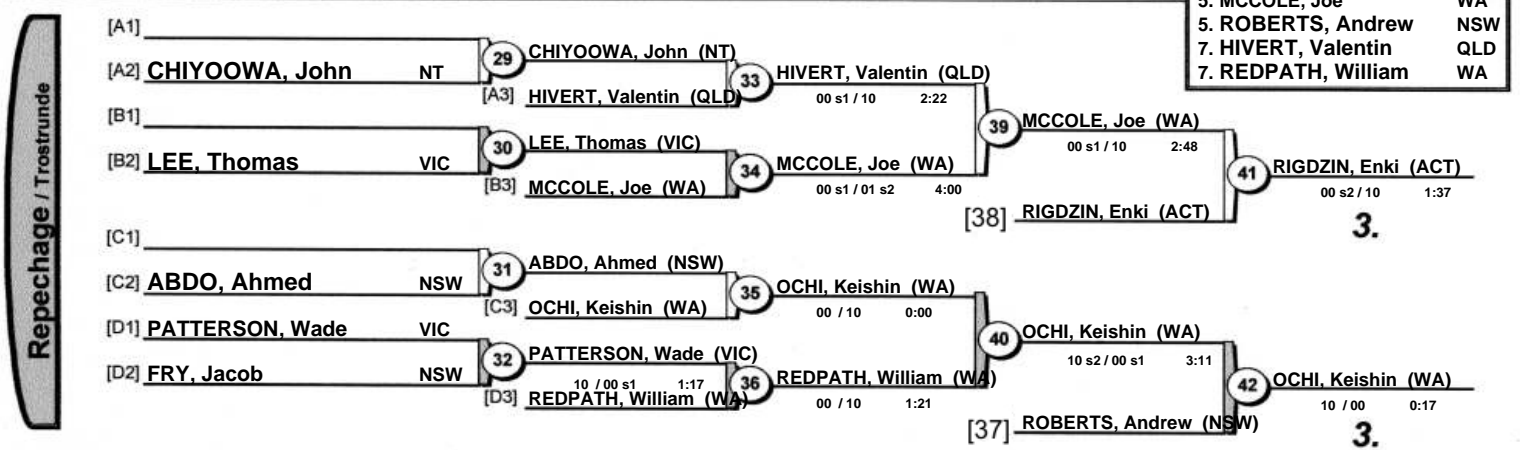 5. MCCOLE, Joe WA
5. ROBERTS, Andrew NSW
7. HIVERT, Valentin QLD
7. REDPATH, William WA
Repechage / Trostrunde
[A1]
[A2] CHIYOOWA, John NT
29 CHIYOOWA, John (NT)
[A3] HIVERT, Valentin (QLD)
33 HIVERT, Valentin (QLD)
00 s1 / 10 2:22
[B1]
[B2] LEE, Thomas VIC
30 LEE, Thomas (VIC)
[B3] MCCOLE, Joe (WA)
34 MCCOLE, Joe (WA)
00 s1 / 01 s2 4:00
39 MCCOLE, Joe (WA)
00 s1 / 10 2:48
[38] RIGDZIN, Enki (ACT)
41 RIGDZIN, Enki (ACT)
00 s2 / 10 1:37
3.
[C1]
[C2] ABDO, Ahmed NSW
31 ABDO, Ahmed (NSW)
[C3] OCHI, Keishin (WA)
35 OCHI, Keishin (WA)
00 / 10 0:00
[D1] PATTERSON, Wade VIC
[D2] FRY, Jacob NSW
32 PATTERSON, Wade (VIC)
10 / 00 s1 1:17
[D3] REDPATH, William (WA)
36 REDPATH, William (WA)
00 / 10 1:21
40 OCHI, Keishin (WA)
10 s2 / 00 s1 3:11
[37] ROBERTS, Andrew (NSW)
42 OCHI, Keishin (WA)
10 / 00 0:17
3.